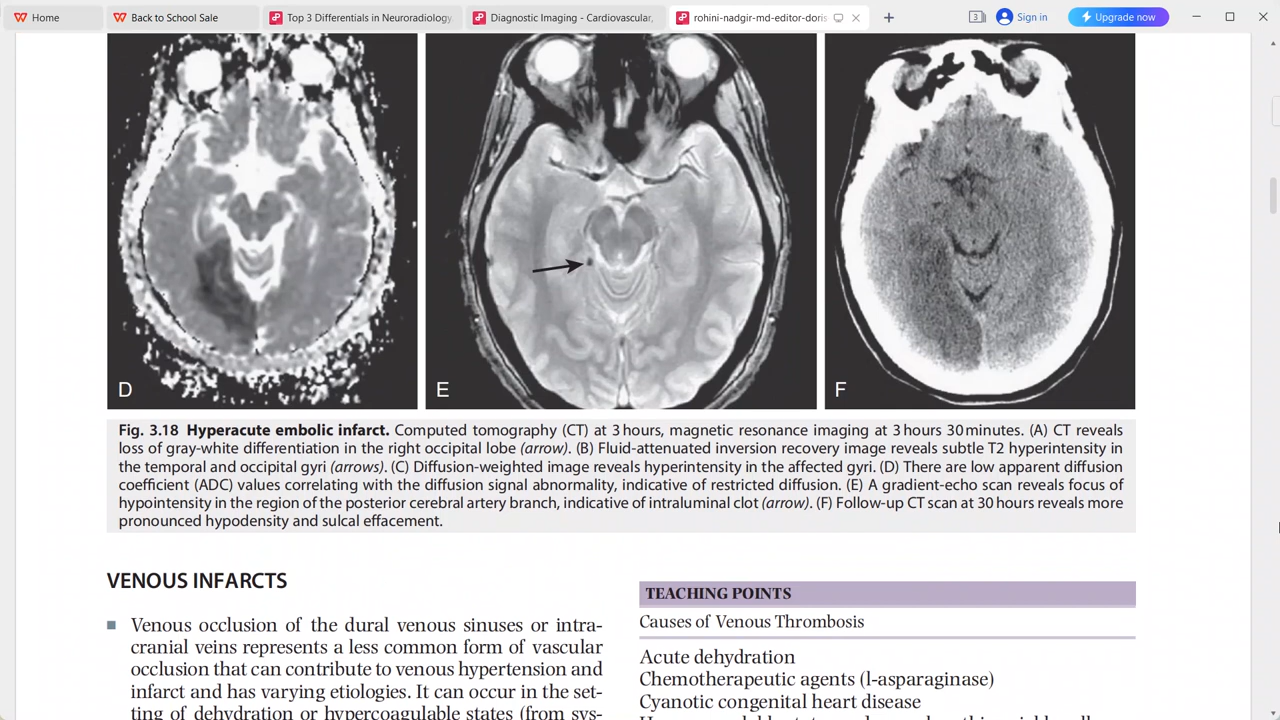 Home
Back to School Sale
Top 3 Differentials in Neuroradiology
Diagnostic Imaging - Cardiovascular,
rohini-nadgir-md-editor-doris
3
Sign in
Upgrade now
D
E
F
Fig. 3.18 Hyperacute embolic infarct. Computed tomography (CT) at 3 hours, magnetic resonance imaging at 3 hours 30 minutes. (A) CT reveals
loss of gray-white differentiation in the right occipital lobe (arrow). (B) Fluid-attenuated inversion recovery image reveals subtle T2 hyperintensity in
the temporal and occipital gyri (arrows). (C) Diffusion-weighted image reveals hyperintensity in the affected gyri. (D) There are low apparent diffusion
coefficient (ADC) values correlating with the diffusion signal abnormality, indicative of restricted diffusion. (E) A gradient-echo scan reveals focus of
hypointensity in the region of the posterior cerebral artery branch, indicative of intraluminal clot (arrow). (F) Follow-up CT scan at 30 hours reveals more
pronounced hypodensity and sulcal effacement.
VENOUS INFARCTS
Venous occlusion of the dural venous sinuses or intra-
cranial veins represents a less common form of vascular
occlusion that can contribute to venous hypertension and
infarct and has varying etiologies. It can occur in the set-
ting of dehydration or hypercoagulable states (from sys-
TEACHING POINTS
Causes of Venous Thrombosis
Acute dehydration
Chemotherapeutic agents (l-asparaginase)
Cyanotic congenital heart disease